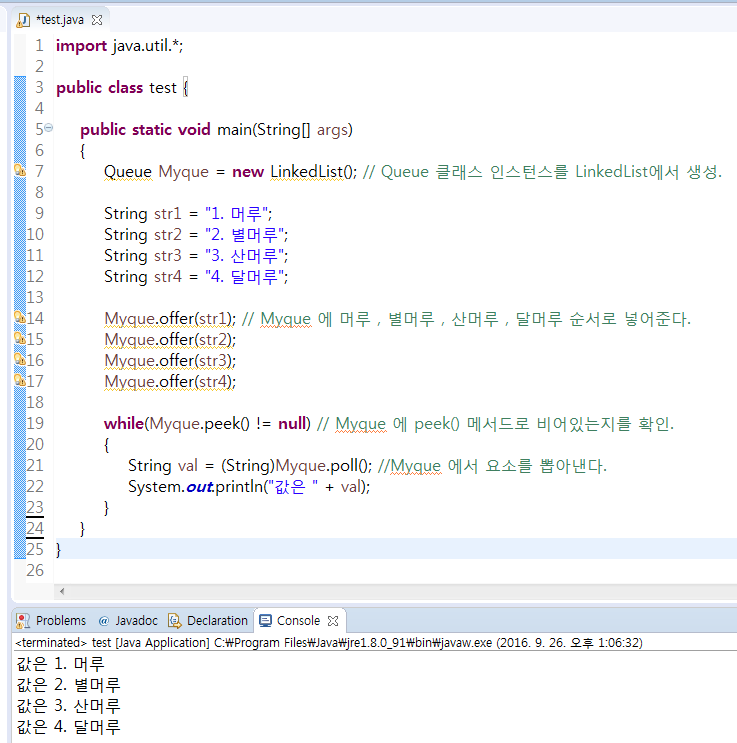 *test.java
1 import java.util.*;
2
3 public class test {
4
5 public static void main(String[] args)
6 {
7 Queue Myque = new LinkedList(); // Queue 클래스 인스턴스를 LinkedList에서 생성.
8
9 String str1 = "1. 머루";
10 String str2 = "2. 별머루";
11 String str3 = "3. 산머루";
12 String str4 = "4. 달머루";
13
14 Myque.offer(str1); // Myque 에 머루 , 별머루 , 산머루 , 달머루 순서로 넣어준다.
15 Myque.offer(str2);
16 Myque.offer(str3);
17 Myque.offer(str4);
18
19 while(Myque.peek() != null) // Myque 에 peek() 메서드로 비어있는지를 확인.
20 {
21 String val = (String)Myque.poll(); //Myque 에서 요소를 뽑아낸다.
22 System.out.println("값은 " + val);
23 }
24 }
25 }
26
Problems @ Javadoc Declaration Console
<terminated> test [Java Application] C:₩Program Files₩Java₩jre1.8.0_91₩bin₩javaw.exe (2016. 9. 26. 오후 1:06:32)
값은 1. 머루
값은 2. 별머루
값은 3. 산머루
값은 4. 달머루